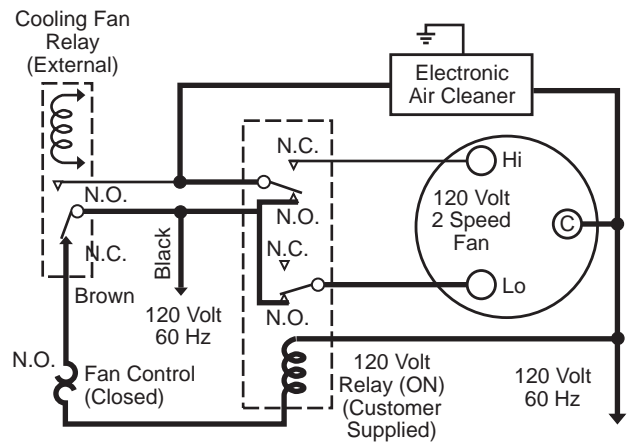 Cooling Fan
Relay
(External)
Electronic
Air Cleaner
N.C.
Hi
N.O.
N.O.
120 Volt
2 Speed
Fan
C
N.C.
Black
N.C.
Lo
Brown
120 Volt
60 Hz
N.O.
N.O.
Fan Control
(Closed)
120 Volt
Relay (ON)
(Customer
Supplied)
120 Volt
60 Hz